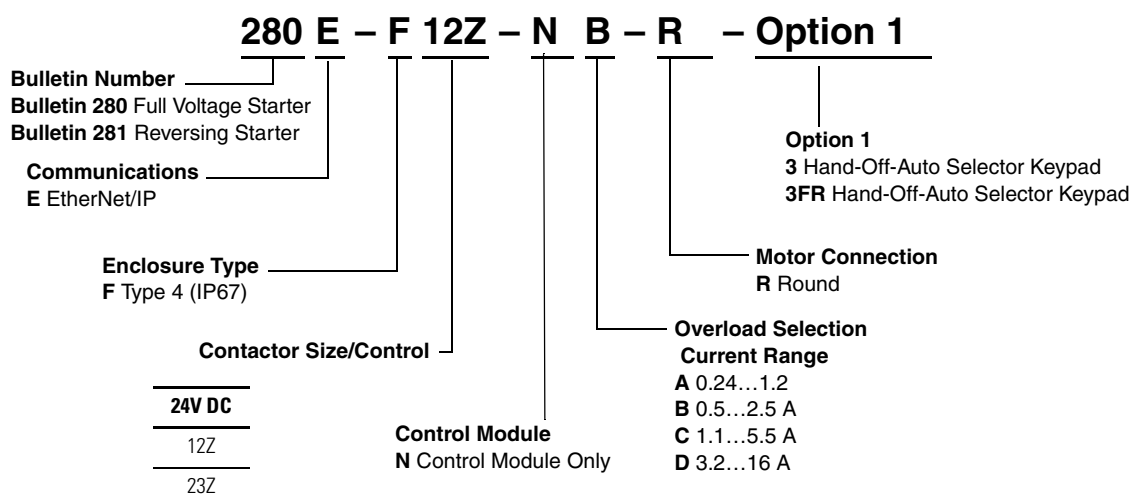 280 E – F 12Z – N B – R – Option 1
Bulletin Number
Bulletin 280 Full Voltage Starter
Bulletin 281 Reversing Starter
Communications
E EtherNet/IP
Enclosure Type
F Type 4 (IP67)
Contactor Size/Control
24V DC
12Z
23Z
Control Module
N Control Module Only
Overload Selection
Current Range
A 0.24…1.2
B 0.5…2.5 A
C 1.1…5.5 A
D 3.2…16 A
Motor Connection
R Round
Option 1
3 Hand-Off-Auto Selector Keypad
3FR Hand-Off-Auto Selector Keypad